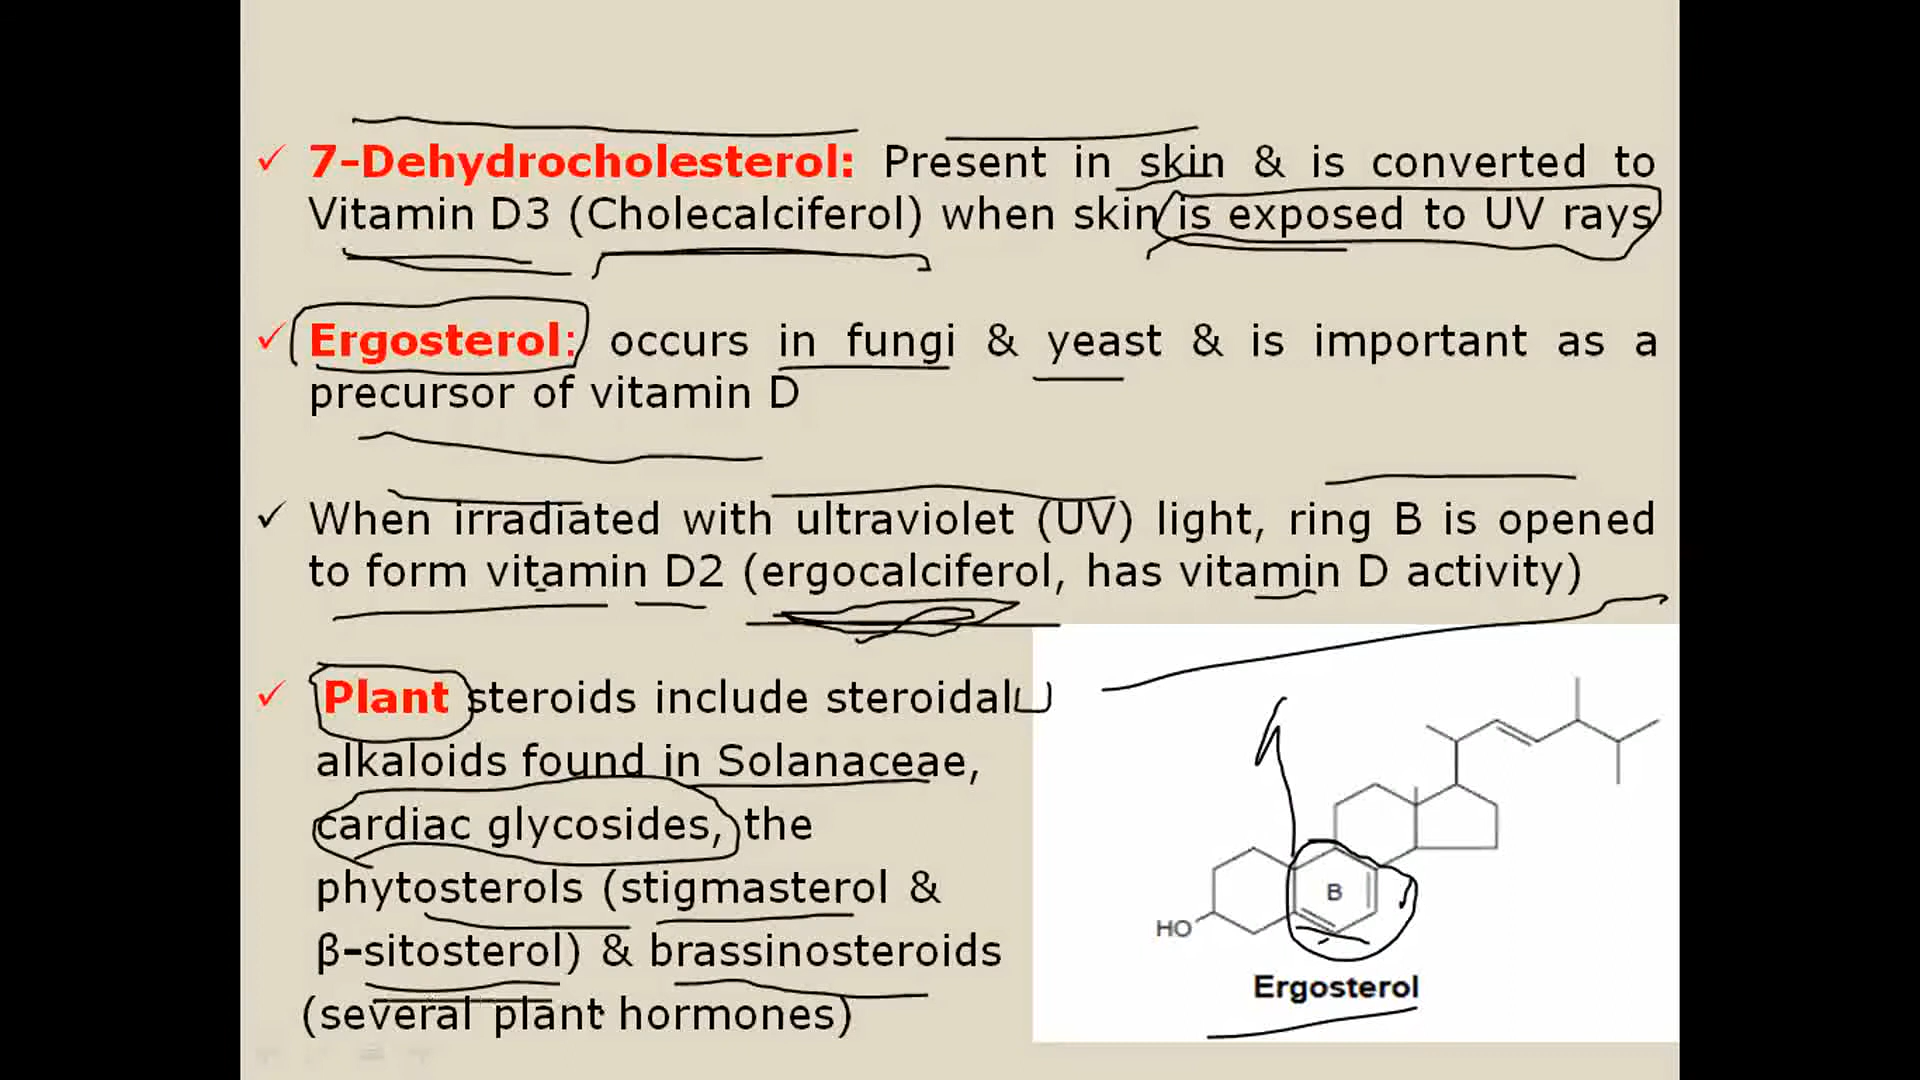 7-Dehydrocholesterol: Present in skin & is converted to
Vitamin D3 (Cholecalciferol) when skin is exposed to UV rays
Ergosterol: occurs in fungi & yeast & is important as a
precursor of vitamin D
When irradiated with ultraviolet (UV) light, ring B is opened
to form vitamin D2 (ergocalciferol, has vitamin D activity)
Plant steroids include steroidal
alkaloids found in Solanaceae,
cardiac glycosides, the
phytosterols (stigmasterol &
β-sitosterol) & brassinosteroids
(several plant hormones)
B
HO
Ergosterol